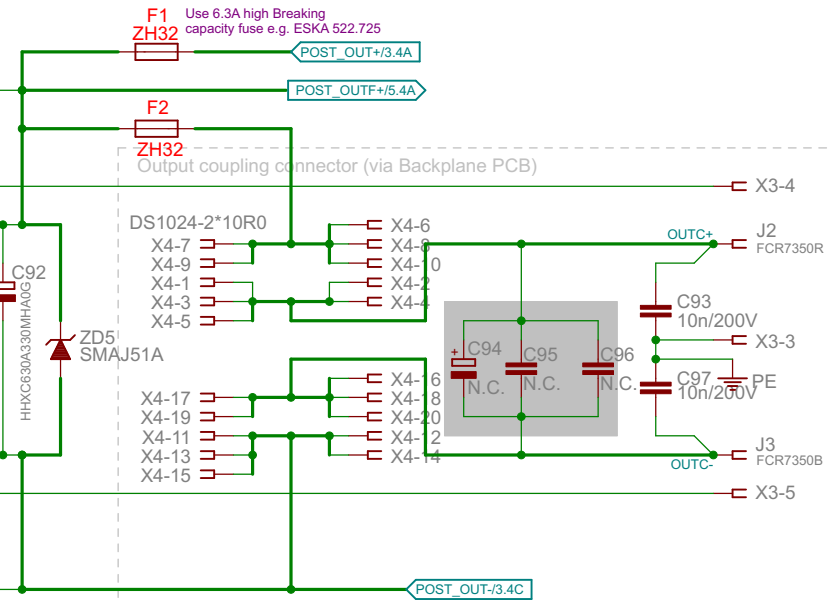 F1
ZH32
Use 6.3A high Breaking
capacity fuse e.g. ESKA 522.725
POST_OUT+/3.4A
POST_OUTF+/5.4A
F2
ZH32
Output coupling connector (via Backplane PCB)
X3-4
DS1024-2*10R0
X4-6
X4-7
X4-8
X4-9
X4-10
X4-1
X4-2
X4-3
X4-4
X4-5
OUTC+
J2
FCR7350R
C92
HHXC630A330MHA0G
ZD5
SMAJ51A
C93
10n/200V
X3-3
C94
N.C.
C95
N.C.
C96
N.C.
C97
10n/200V
PE
X4-16
X4-17
X4-18
X4-19
X4-20
X4-11
X4-12
X4-13
X4-14
X4-15
OUTC-
J3
FCR7350B
X3-5
POST_OUT-/3.4C